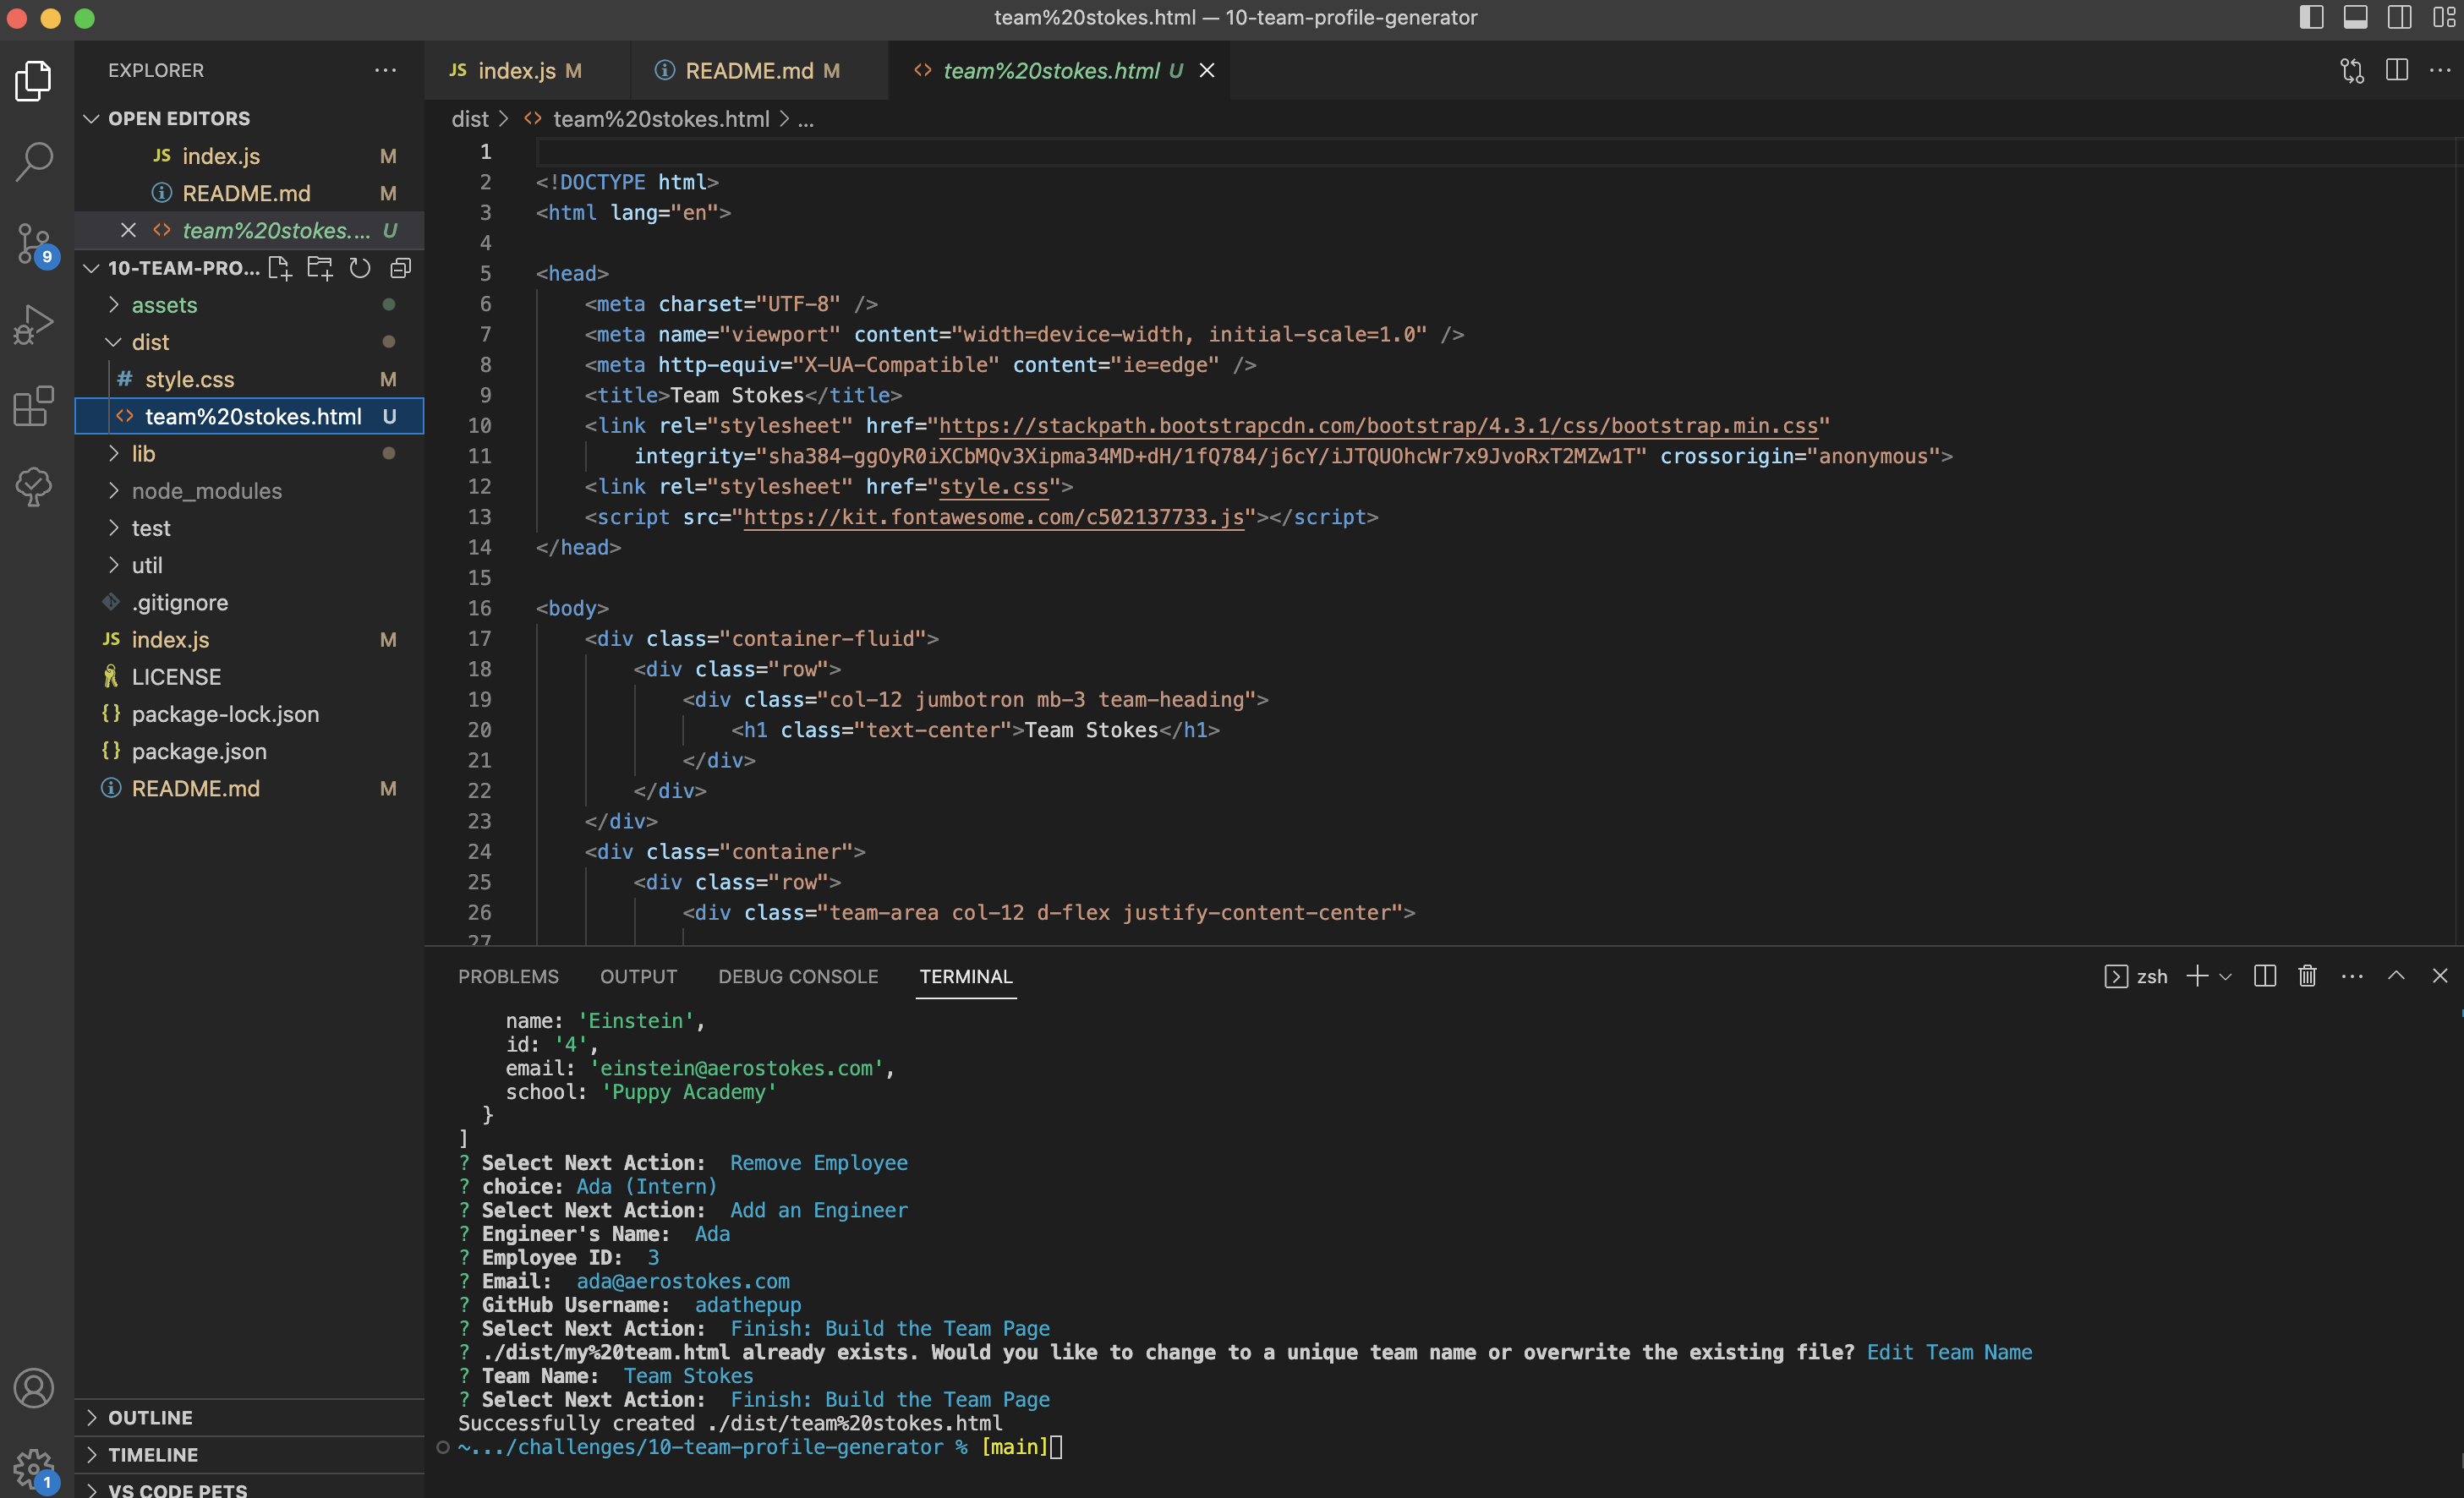 team%20stokes.html — 10-team-profile-generator
EXPLORER
OPEN EDITORS
JS index.js M
README.md M
team%20stokes.... U
10-TEAM-PRO...
assets
dist
# style.css M
team%20stokes.html U
lib
node_modules
test
util
.gitignore
JS index.js M
LICENSE
{} package-lock.json
{} package.json
README.md M
OUTLINE
TIMELINE
VS CODE PETS
9
1
JS index.js M
README.md M
team%20stokes.html U
dist > team%20stokes.html > ...
1
2 <!DOCTYPE html>
3 <html lang="en">
4
5 <head>
6 <meta charset="UTF-8" />
7 <meta name="viewport" content="width=device-width, initial-scale=1.0" />
8 <meta http-equiv="X-UA-Compatible" content="ie=edge" />
9 <title>Team Stokes</title>
10 <link rel="stylesheet" href="https://stackpath.bootstrapcdn.com/bootstrap/4.3.1/css/bootstrap.min.css"
11 integrity="sha384-ggOyR0iXCbMQv3Xipma34MD+dH/1fQ784/j6cY/iJTQUOhcWr7x9JvoRxT2MZw1T" crossorigin="anonymous">
12 <link rel="stylesheet" href="style.css">
13 <script src="https://kit.fontawesome.com/c502137733.js"></script>
14 </head>
15
16 <body>
17 <div class="container-fluid">
18 <div class="row">
19 <div class="col-12 jumbotron mb-3 team-heading">
20 <h1 class="text-center">Team Stokes</h1>
21 </div>
22 </div>
23 </div>
24 <div class="container">
25 <div class="row">
26 <div class="team-area col-12 d-flex justify-content-center">
27
PROBLEMS OUTPUT DEBUG CONSOLE TERMINAL
zsh
name: 'Einstein',
id: '4',
email: 'einstein@aerostokes.com',
school: 'Puppy Academy'
}
]
? Select Next Action: Remove Employee
? choice: Ada (Intern)
? Select Next Action: Add an Engineer
? Engineer's Name: Ada
? Employee ID: 3
? Email: ada@aerostokes.com
? GitHub Username: adathepup
? Select Next Action: Finish: Build the Team Page
? ./dist/my%20team.html already exists. Would you like to change to a unique team name or overwrite the existing file? Edit Team Name
? Team Name: Team Stokes
? Select Next Action: Finish: Build the Team Page
Successfully created ./dist/team%20stokes.html
~.../challenges/10-team-profile-generator % [main]